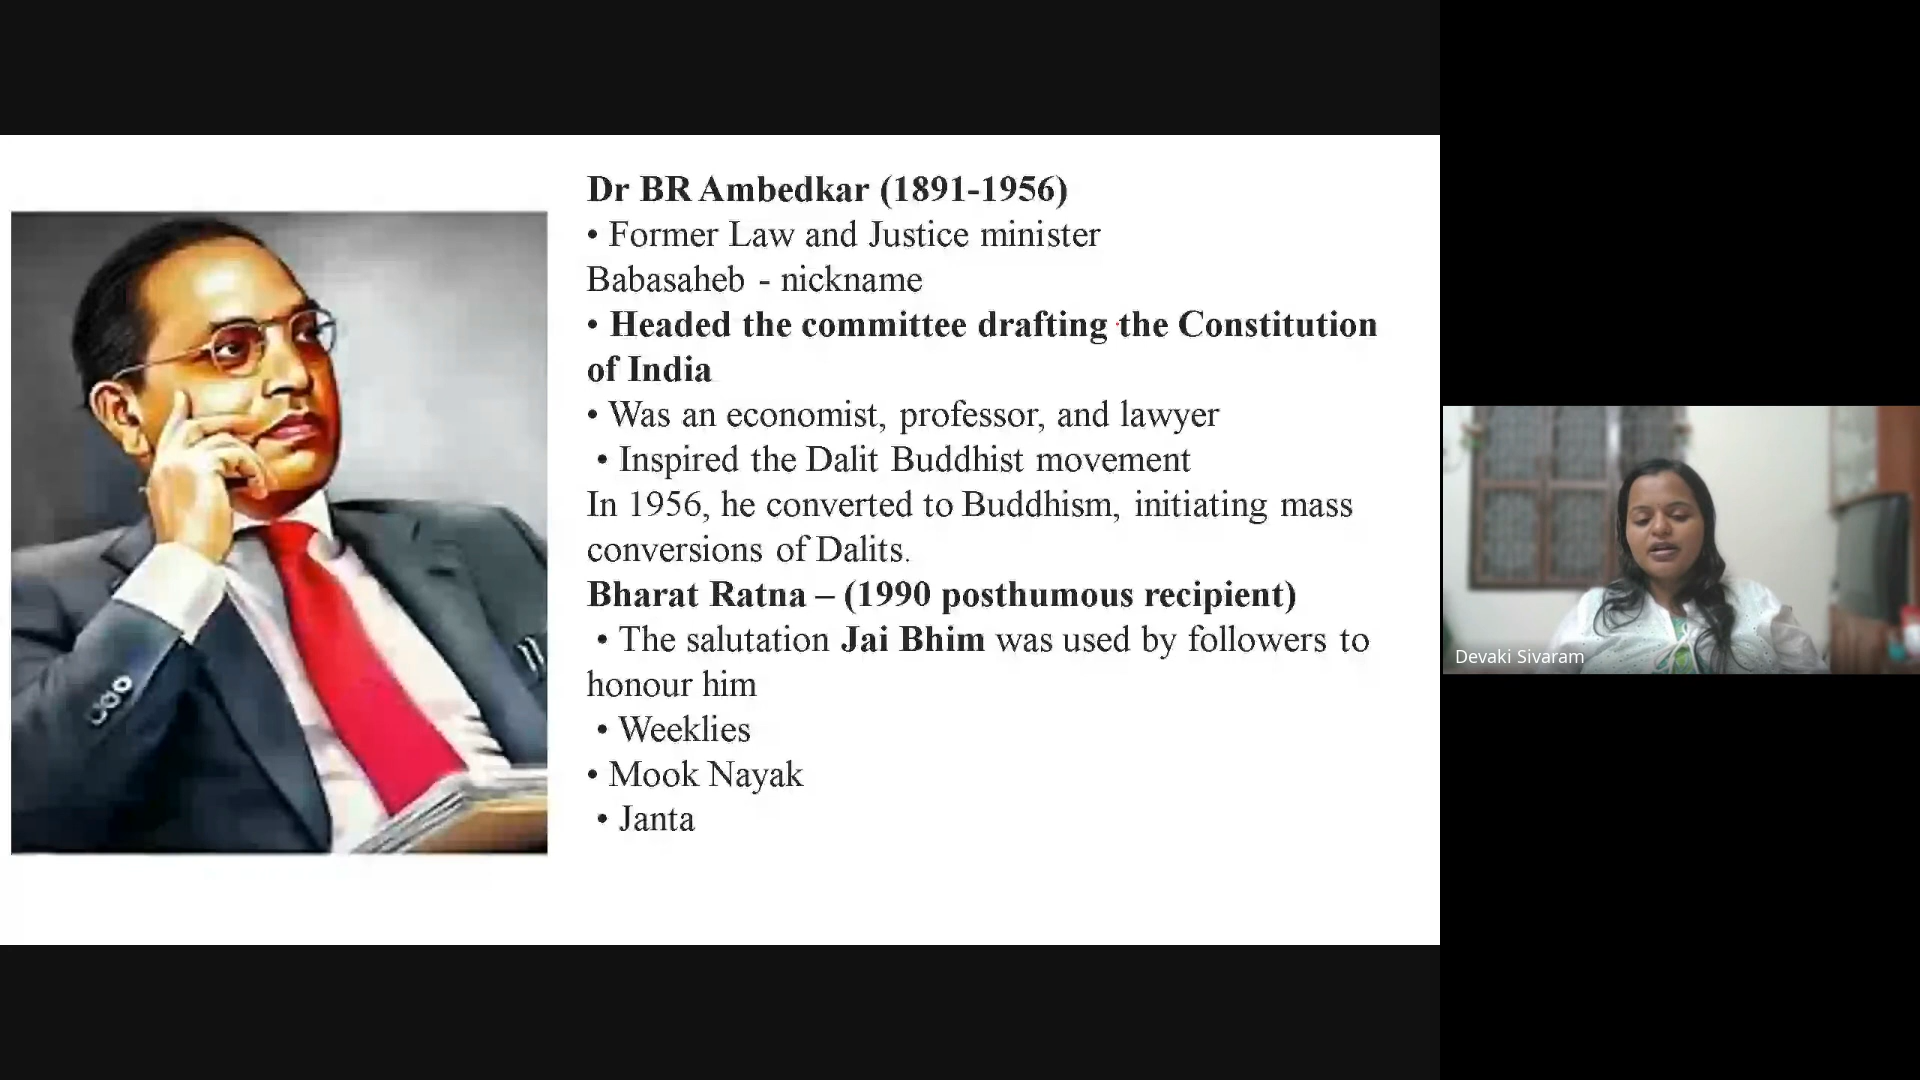 Dr BR Ambedkar (1891-1956)
• Former Law and Justice minister
Babasaheb - nickname
• Headed the committee drafting the Constitution
of India
• Was an economist, professor, and lawyer
• Inspired the Dalit Buddhist movement
In 1956, he converted to Buddhism, initiating mass
conversions of Dalits.
Bharat Ratna – (1990 posthumous recipient)
• The salutation Jai Bhim was used by followers to
honour him
• Weeklies
• Mook Nayak
• Janta
Devaki Sivaram